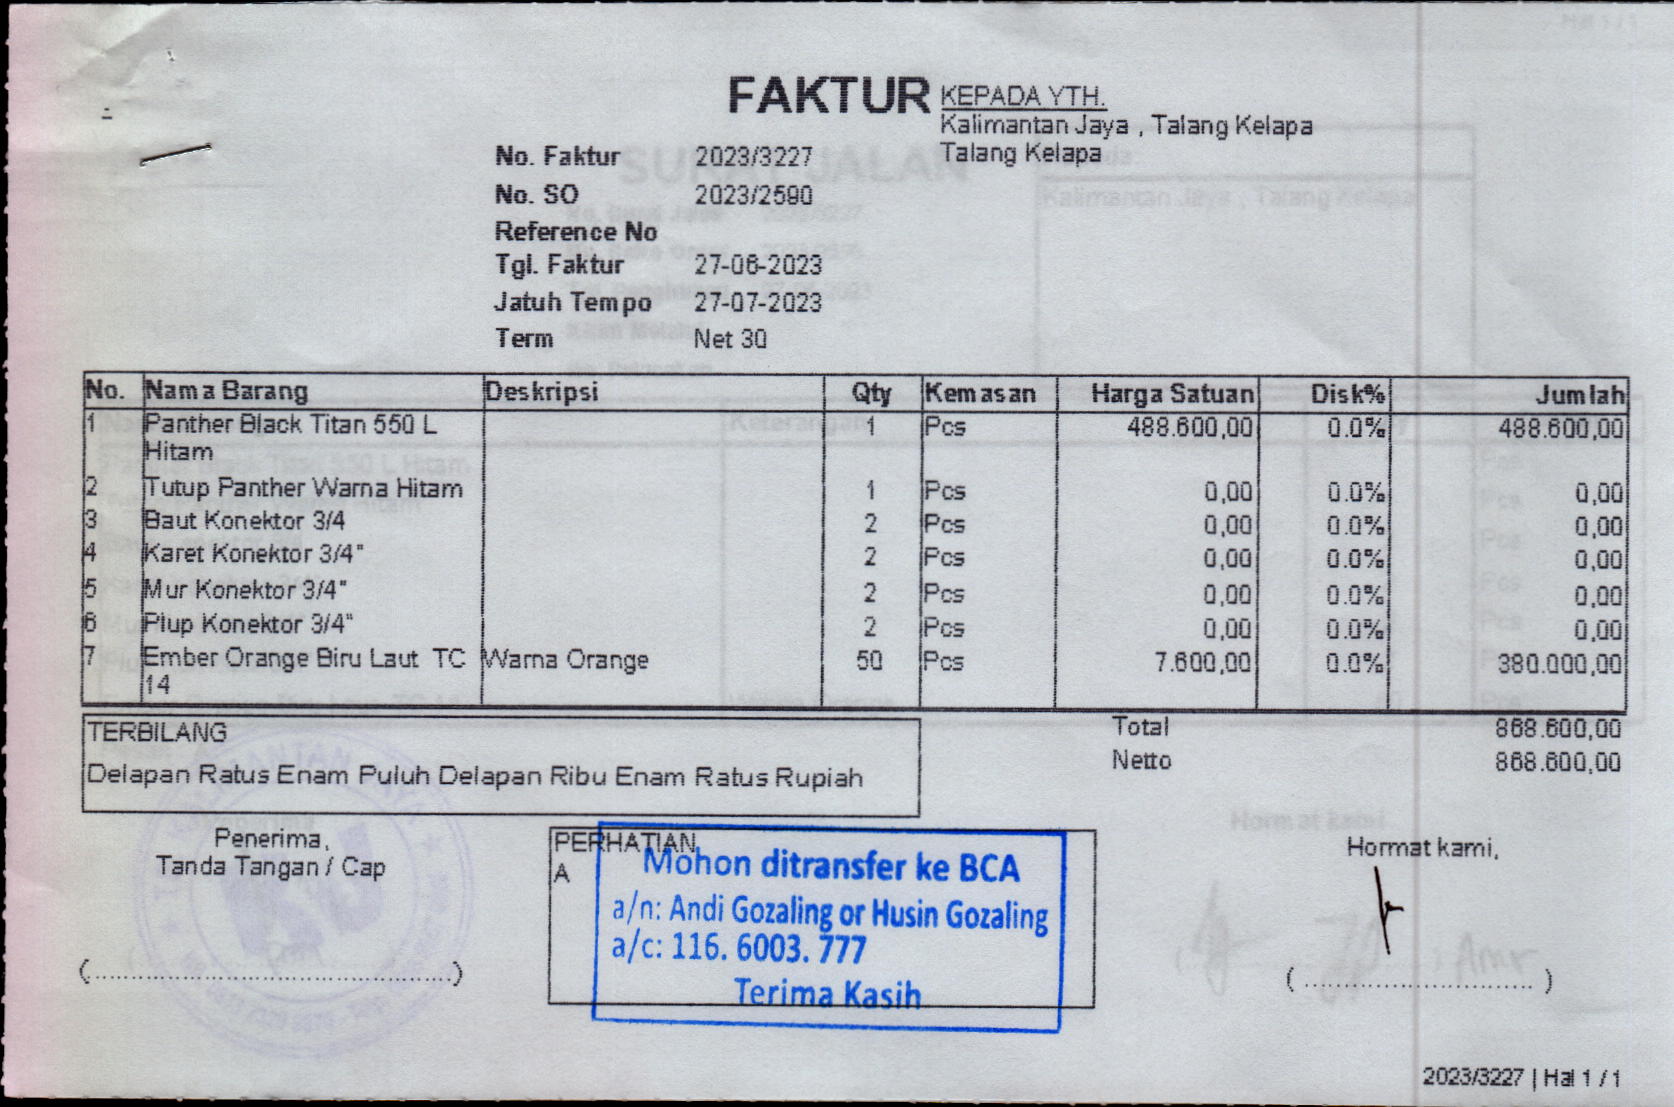 FAKTUR
KEPADA YTH.
Kalimantan Jaya , Talang Kelapa
Talang Kelapa
No. Faktur 2023/3227
No. SO 2023/2590
Reference No
Tgl. Faktur 27-06-2023
Jatuh Tempo 27-07-2023
Term Net 30
No. Nama Barang Deskripsi Qty Kemasan Harga Satuan Disk% Jumlah
1 Panther Black Titan 550 L 1 Pcs 488.600,00 0.0% 488.600,00
Hitam
2 Tutup Panther Warna Hitam 1 Pcs 0,00 0.0% 0,00
3 Baut Konektor 3/4 2 Pcs 0,00 0.0% 0,00
4 Karet Konektor 3/4" 2 Pcs 0,00 0.0% 0,00
5 Mur Konektor 3/4" 2 Pcs 0,00 0.0% 0,00
6 Plup Konektor 3/4" 2 Pcs 0,00 0.0% 0,00
7 Ember Orange Biru Laut TC Warna Orange 50 Pcs 7.600,00 0.0% 380.000,00
14
Total 868.600,00
Netto 868.600,00
TERBILANG
Delapan Ratus Enam Puluh Delapan Ribu Enam Ratus Rupiah
Penerima,
Tanda Tangan / Cap
PERHATIAN
A
Mohon ditransfer ke BCA
a/n: Andi Gozaling or Husin Gozaling
a/c: 116. 6003. 777
Terima Kasih
Hormat kami,
2023/3227 | Hal 1 / 1